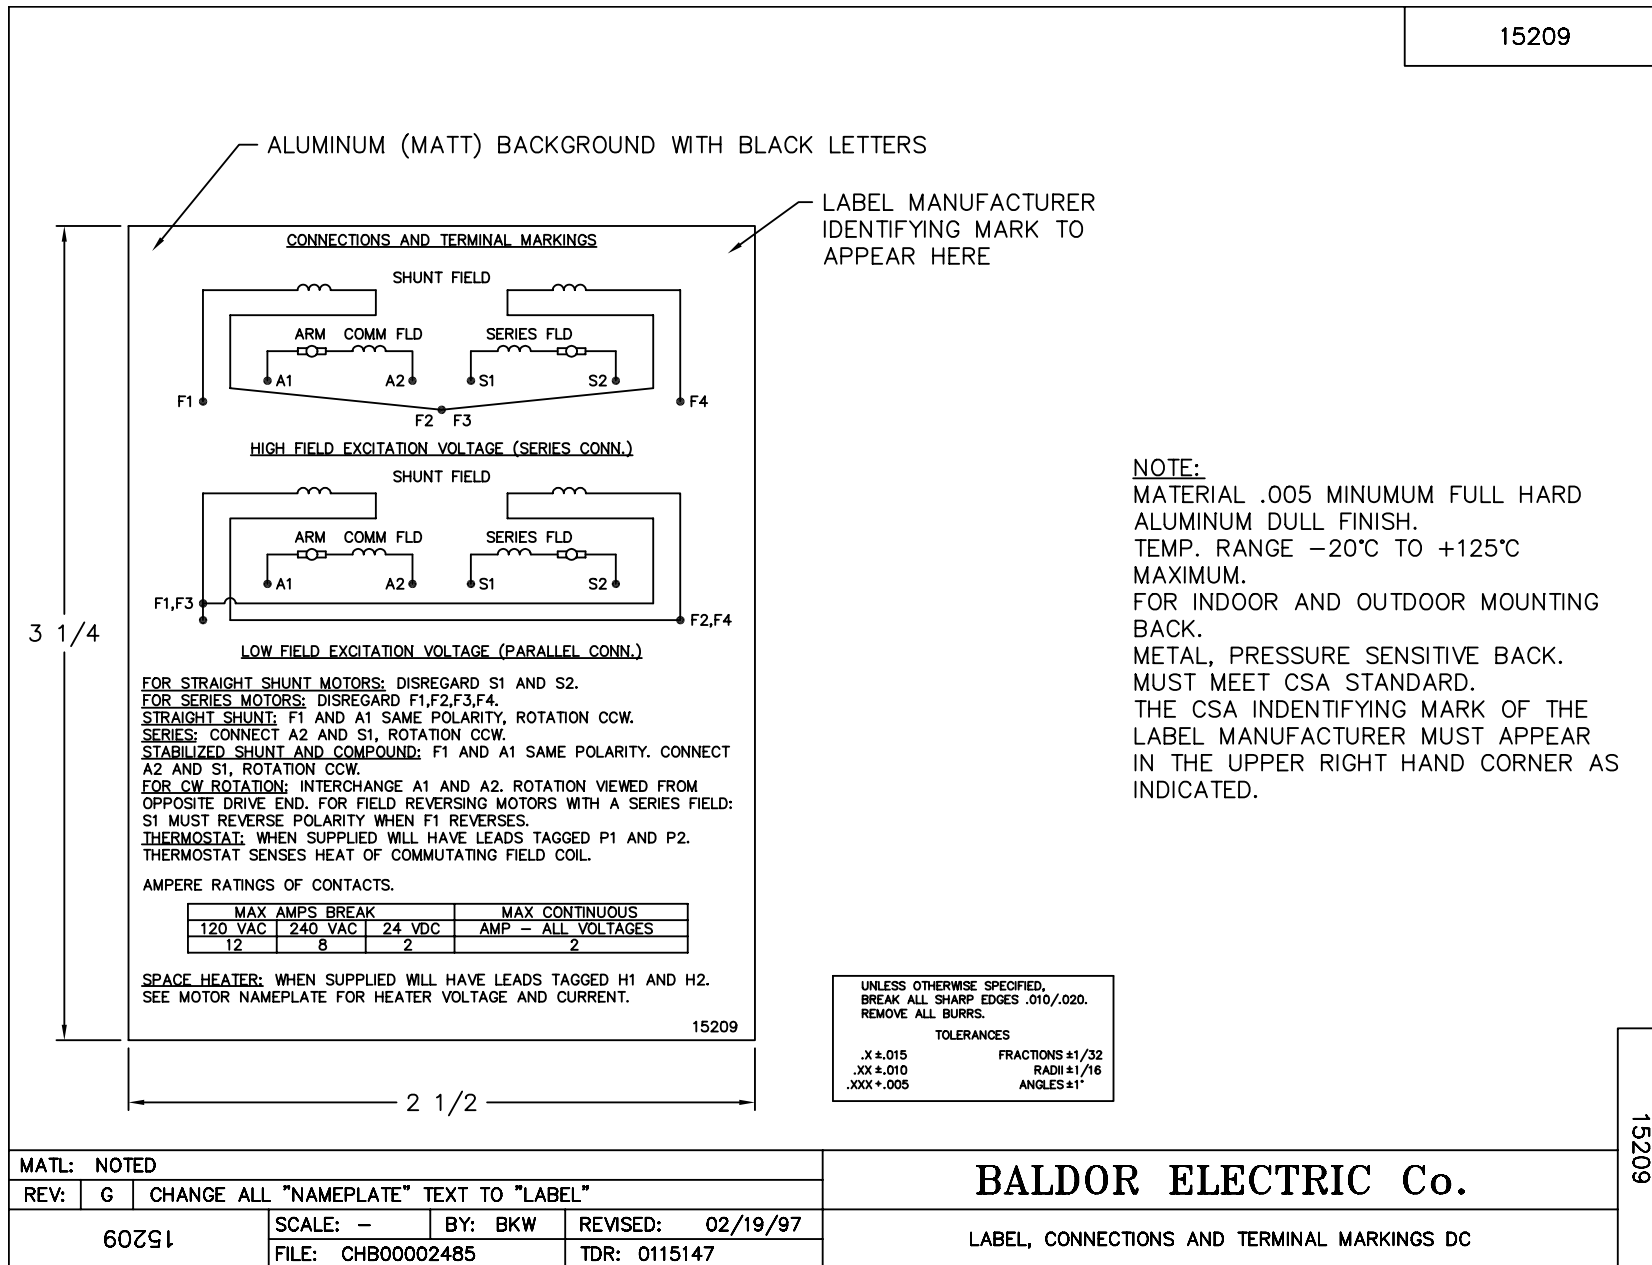 15209
ALUMINUM (MATT) BACKGROUND WITH BLACK LETTERS
LABEL MANUFACTURER
IDENTIFYING MARK TO
APPEAR HERE
CONNECTIONS AND TERMINAL MARKINGS
SHUNT FIELD
ARM COMM FLD SERIES FLD
A1 A2 S1 S2
F1 F4
F2 F3
HIGH FIELD EXCITATION VOLTAGE (SERIES CONN.)
SHUNT FIELD
ARM COMM FLD SERIES FLD
A1 A2 S1 S2
F1,F3
F2,F4
LOW FIELD EXCITATION VOLTAGE (PARALLEL CONN.)
3 1/4
FOR STRAIGHT SHUNT MOTORS: DISREGARD S1 AND S2.
FOR SERIES MOTORS: DISREGARD F1,F2,F3,F4.
STRAIGHT SHUNT: F1 AND A1 SAME POLARITY, ROTATION CCW.
SERIES: CONNECT A2 AND S1, ROTATION CCW.
STABILIZED SHUNT AND COMPOUND: F1 AND A1 SAME POLARITY. CONNECT
A2 AND S1, ROTATION CCW.
FOR CW ROTATION: INTERCHANGE A1 AND A2. ROTATION VIEWED FROM
OPPOSITE DRIVE END. FOR FIELD REVERSING MOTORS WITH A SERIES FIELD:
S1 MUST REVERSE POLARITY WHEN F1 REVERSES.
THERMOSTAT: WHEN SUPPLIED WILL HAVE LEADS TAGGED P1 AND P2.
THERMOSTAT SENSES HEAT OF COMMUTATING FIELD COIL.
AMPERE RATINGS OF CONTACTS.
MAX AMPS BREAK MAX CONTINUOUS
120 VAC 240 VAC 24 VDC AMP – ALL VOLTAGES
12 8 2 2
SPACE HEATER: WHEN SUPPLIED WILL HAVE LEADS TAGGED H1 AND H2.
SEE MOTOR NAMEPLATE FOR HEATER VOLTAGE AND CURRENT.
15209
2 1/2
NOTE:
MATERIAL .005 MINUMUM FULL HARD
ALUMINUM DULL FINISH.
TEMP. RANGE –20°C TO +125°C
MAXIMUM.
FOR INDOOR AND OUTDOOR MOUNTING
BACK.
METAL, PRESSURE SENSITIVE BACK.
MUST MEET CSA STANDARD.
THE CSA INDENTIFYING MARK OF THE
LABEL MANUFACTURER MUST APPEAR
IN THE UPPER RIGHT HAND CORNER AS
INDICATED.
UNLESS OTHERWISE SPECIFIED,
BREAK ALL SHARP EDGES .010/.020.
REMOVE ALL BURRS.
TOLERANCES
.X ±.015 FRACTIONS ±1/32
.XX ±.010 RADII ±1/16
.XXX +.005 ANGLES ±1°
15209
MATL: NOTED
REV: G CHANGE ALL "NAMEPLATE" TEXT TO "LABEL"
15209
SCALE: – BY: BKW REVISED: 02/19/97
FILE: CHB00002485 TDR: 0115147
BALDOR ELECTRIC Co.
LABEL, CONNECTIONS AND TERMINAL MARKINGS DC